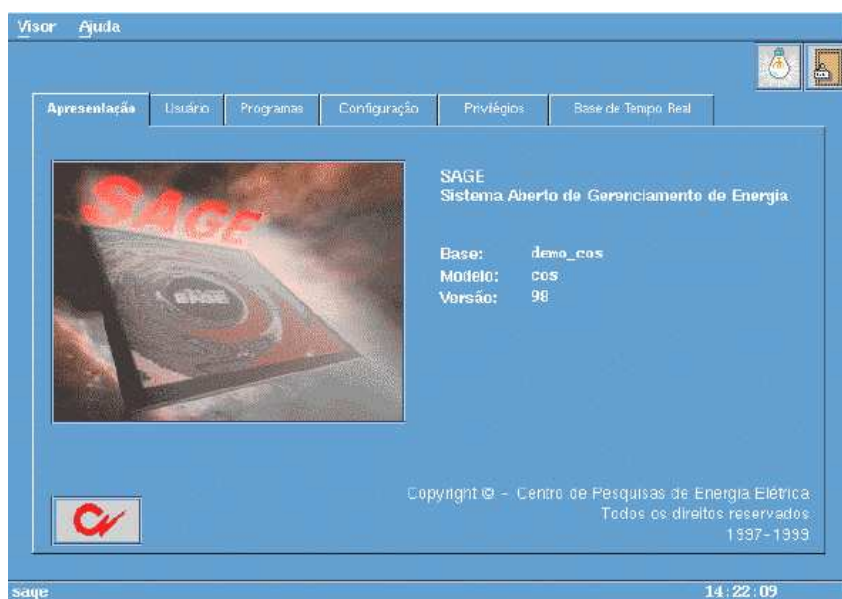 Visor Ajuda
Apresentação Usuário Programas Configuração Privilégios Base de Tempo Real
SAGE
SAGE
Sistema Aberto de Gerenciamento de Energia
Base: demo_cos
Modelo: cos
Versão: 98
Copyright © - Centro de Pesquisas de Energia Elétrica
Todos os direitos reservados
1997-1999
sage 14:22:09